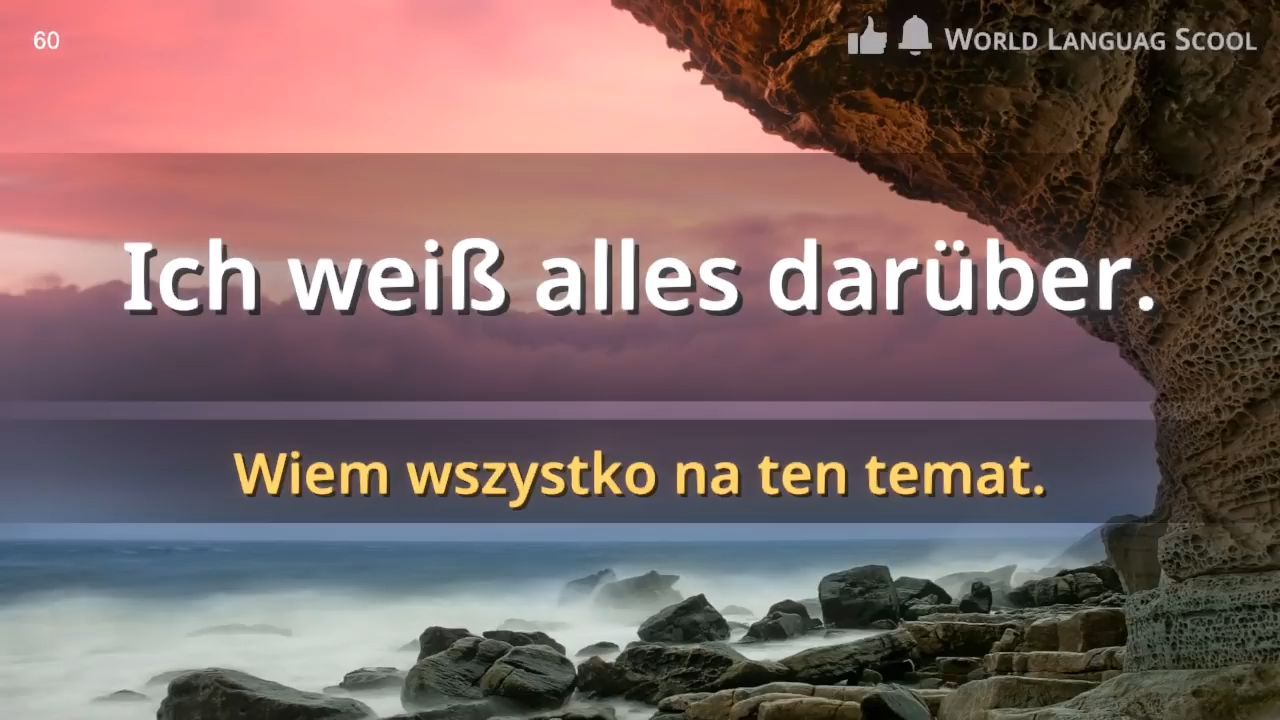 60
World Languag Scool
Ich weiß alles darüber.
Wiem wszystko na ten temat.